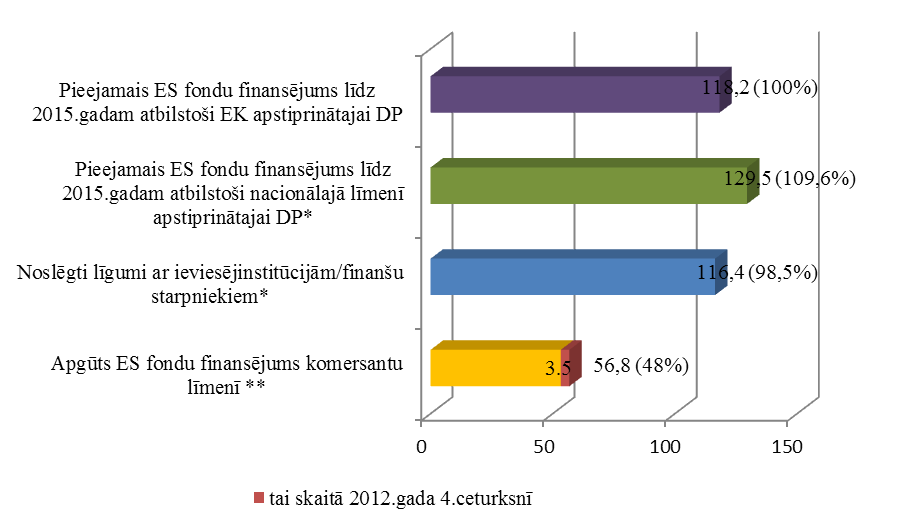 Pieejamais ES fondu finansējums līdz
2015.gadam atbilstoši EK apstiprinātajai DP
118,2 (100%)
Pieejamais ES fondu finansējums līdz
2015.gadam atbilstoši nacionālajā līmenī
apstiprinātajai DP*
129,5 (109,6%)
Noslēgti līgumi ar ieviesējinstitūcijām/finanšu
starpniekiem*
116,4 (98,5%)
Apgūts ES fondu finansējums komersantu
līmenī **
3.5
56,8 (48%)
0 50 100 150
tai skaitā 2012.gada 4.ceturksnī